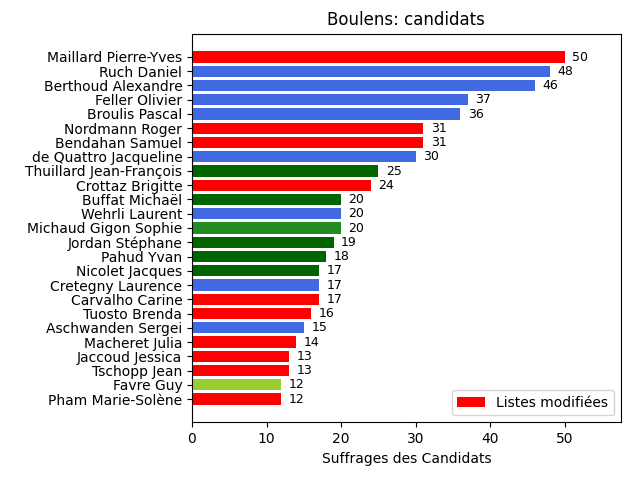 Boulens: candidats
Maillard Pierre-Yves 50
Ruch Daniel 48
Berthoud Alexandre 46
Feller Olivier 37
Broulis Pascal 36
Nordmann Roger 31
Bendahan Samuel 31
de Quattro Jacqueline 30
Thuillard Jean-François 25
Crottaz Brigitte 24
Buffat Michaël 20
Wehrli Laurent 20
Michaud Gigon Sophie 20
Jordan Stéphane 19
Pahud Yvan 18
Nicolet Jacques 17
Cretegny Laurence 17
Carvalho Carine 17
Tuosto Brenda 16
Aschwanden Sergei 15
Macheret Julia 14
Jaccoud Jessica 13
Tschopp Jean 13
Favre Guy 12
Pham Marie-Solène 12
Listes modifiées
0 10 20 30 40 50
Suffrages des Candidats